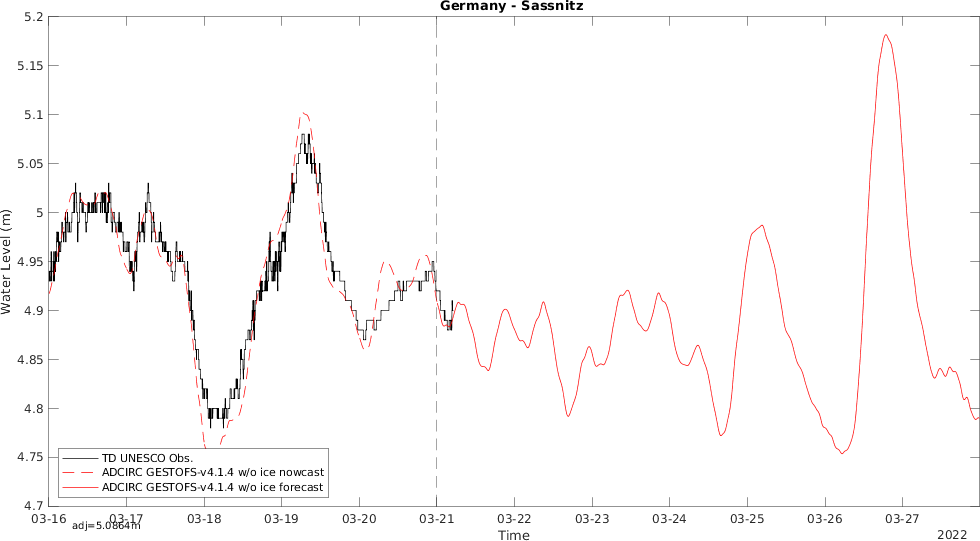 Germany - Sassnitz
5.2
5.15
5.1
5.05
5
4.95
4.9
4.85
4.8
4.75
4.7
Water Level (m)
TD UNESCO Obs.
ADCIRC GESTOFS-v4.1.4 w/o ice nowcast
ADCIRC GESTOFS-v4.1.4 w/o ice forecast
03-16 03-17 03-18 03-19 03-20 03-21 03-22 03-23 03-24 03-25 03-26 03-27
adj=5.0864m
Time
2022